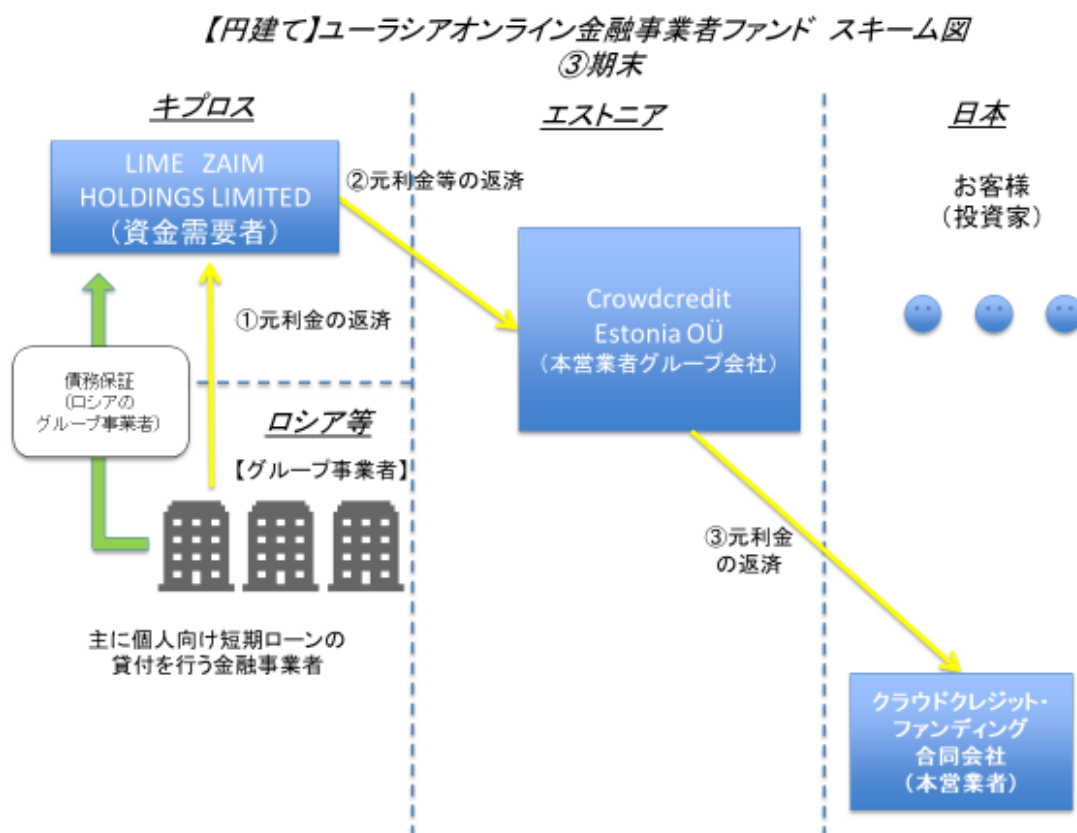 【円建て】ユーラシアオンライン金融事業者ファンド スキーム図
③期末
キプロス
エストニア
日本
LIME ZAIM
HOLDINGS LIMITED
（資金需要者）
②元利金等の返済
お客様
（投資家）
①元利金の返済
Crowdcredit
Estonia OÜ
（本営業者グループ会社）
債務保証
(ロシアの
グループ事業者)
ロシア等
【グループ事業者】
③元利金
の返済
主に個人向け短期ローンの
貸付を行う金融事業者
クラウドクレジット・
ファンディング
合同会社
（本営業者）